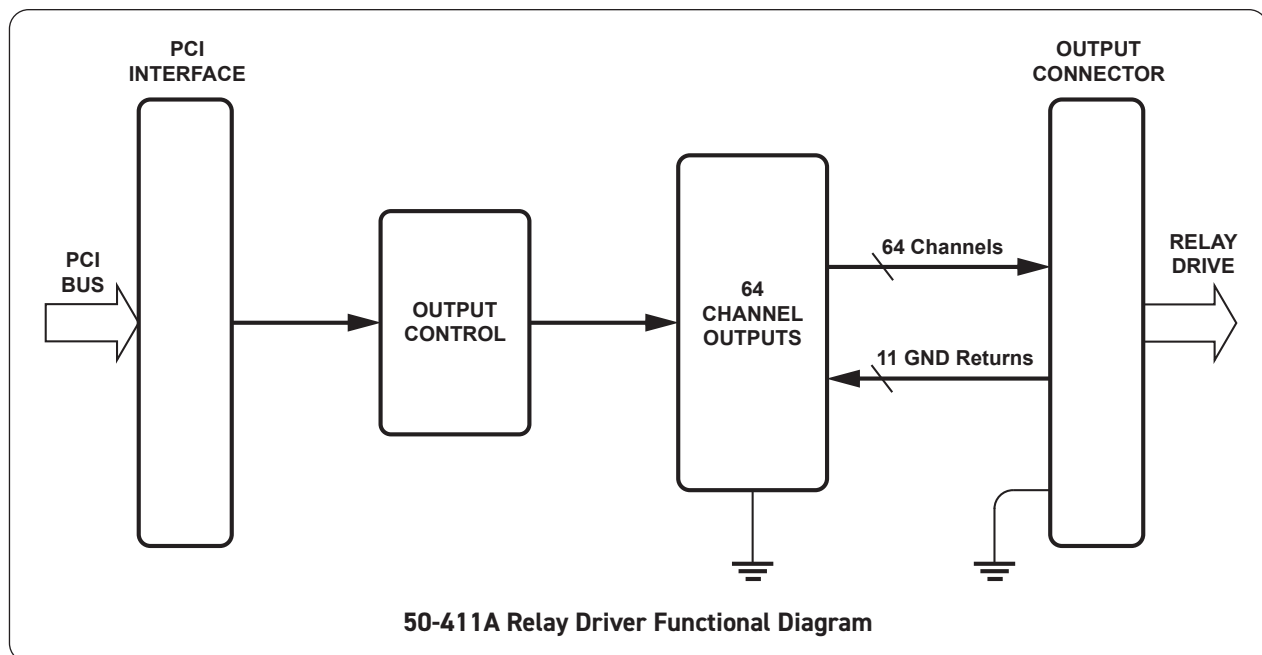 PCI
INTERFACE
OUTPUT
CONNECTOR
PCI
BUS
OUTPUT
CONTROL
64
CHANNEL
OUTPUTS
64 Channels
11 GND Returns
RELAY
DRIVE
50-411A Relay Driver Functional Diagram